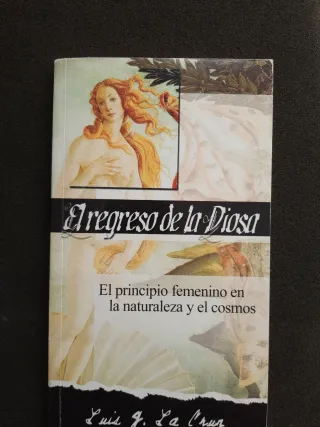 El regreso de la Diosa
El principio femenino en
la naturaleza y el cosmos
Luis G. La Cruz